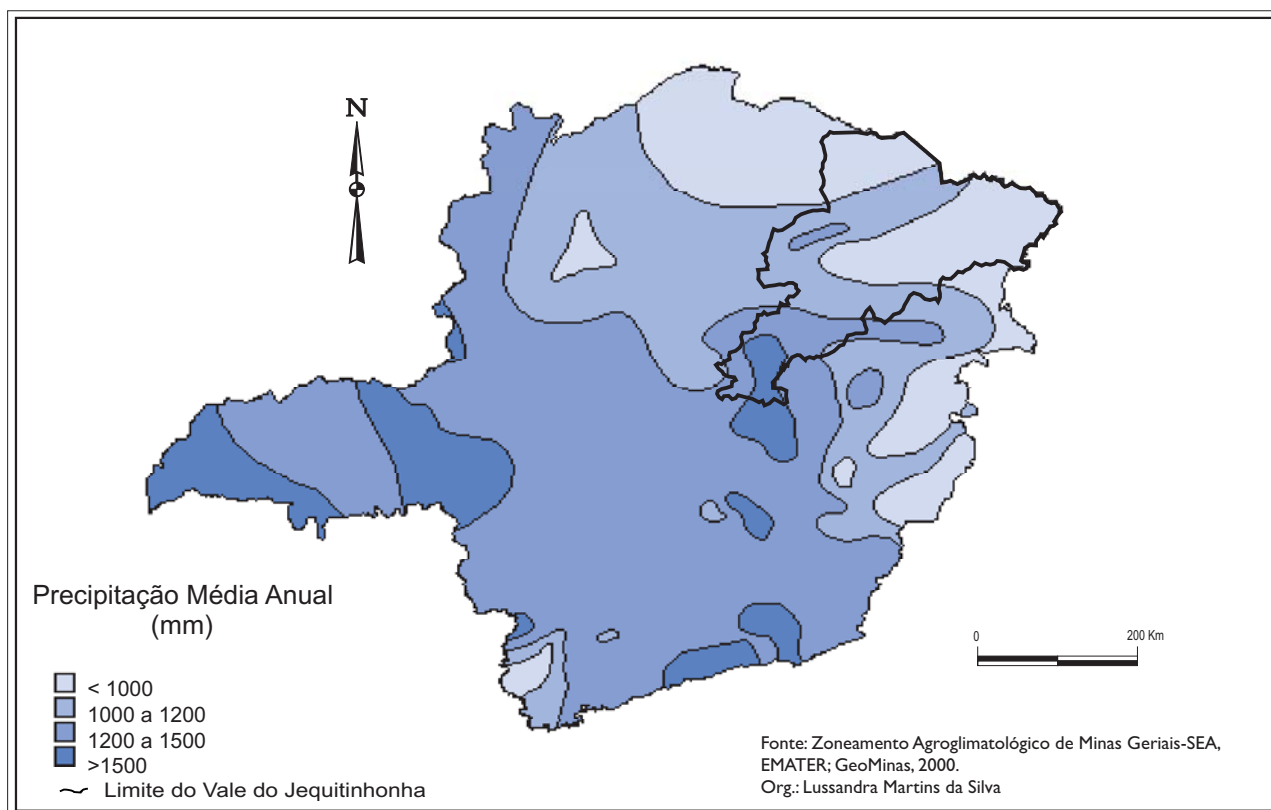 N
Precipitação Média Anual
(mm)
< 1000
1000 a 1200
1200 a 1500
>1500
Limite do Vale do Jequitinhonha
0 200 Km
Fonte: Zoneamento Agroglimatológico de Minas Geriais-SEA,
EMATER; GeoMinas, 2000.
Org.: Lussandra Martins da Silva